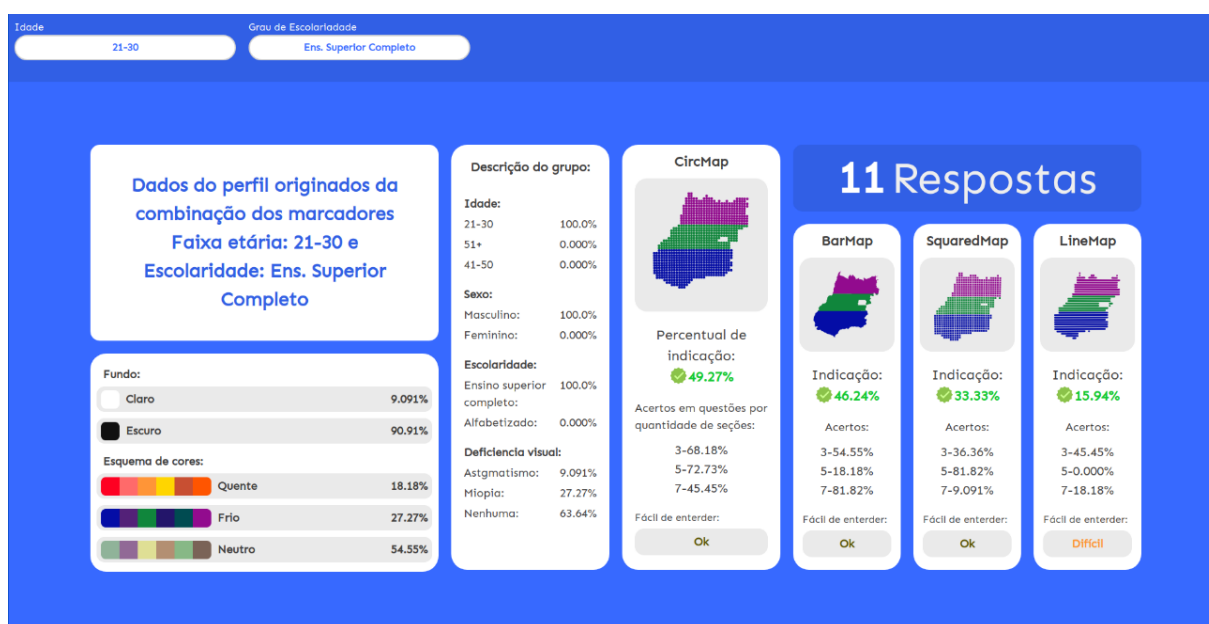 Idade
Grau de Escolariadade
21-30
Ens. Superior Completo
Dados do perfil originados da
combinação dos marcadores
Faixa etária: 21-30 e
Escolaridade: Ens. Superior
Completo
Fundo:
Claro 9.091%
Escuro 90.91%
Esquema de cores:
Quente 18.18%
Frio 27.27%
Neutro 54.55%
Descrição do grupo:
Idade:
21-30 100.0%
51+ 0.000%
41-50 0.000%
Sexo:
Masculino: 100.0%
Feminino: 0.000%
Escolaridade:
Ensino superior 100.0%
completo:
Alfabetizado: 0.000%
Deficiencia visual:
Astgmatismo: 9.091%
Miopia: 27.27%
Nenhuma: 63.64%
CircMap
Percentual de
indicação:
49.27%
Acertos em questões por
quantidade de seções:
3-68.18%
5-72.73%
7-45.45%
Fácil de enterder:
Ok
11 Respostas
BarMap
Indicação:
46.24%
Acertos:
3-54.55%
5-18.18%
7-81.82%
Fácil de enterder:
Ok
SquaredMap
Indicação:
33.33%
Acertos:
3-36.36%
5-81.82%
7-9.091%
Fácil de enterder:
Ok
LineMap
Indicação:
15.94%
Acertos:
3-45.45%
5-0.000%
7-18.18%
Fácil de enterder:
Difícil